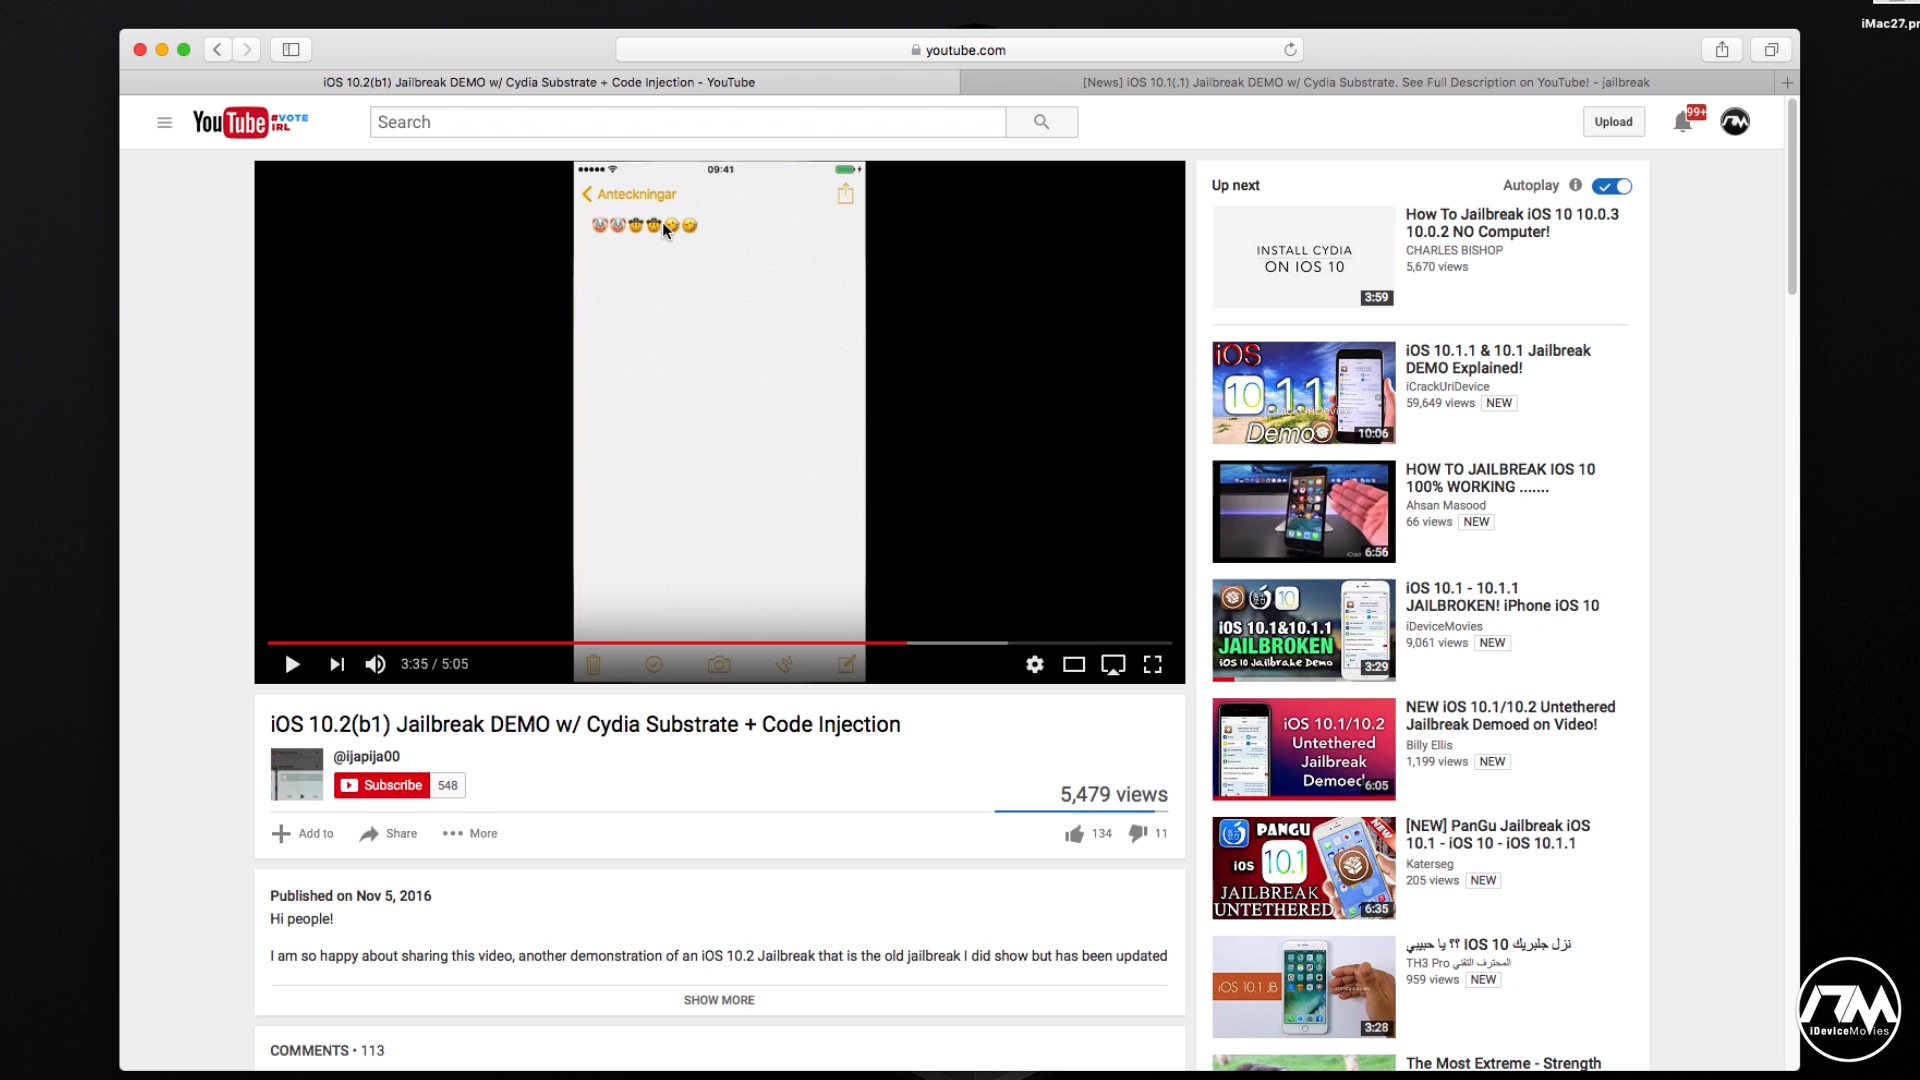 iMac27.pr
youtube.com
iOS 10.2(b1) Jailbreak DEMO w/ Cydia Substrate + Code Injection - YouTube
[News] iOS 10.1(.1) Jailbreak DEMO w/ Cydia Substrate. See Full Description on YouTube! - jailbreak
YouTube #VOTE IRL
Search
Upload
99+
09:41
Anteckningar
3:35 / 5:05
iOS 10.2(b1) Jailbreak DEMO w/ Cydia Substrate + Code Injection
@ijapija00
Subscribe 548
5,479 views
Add to Share More
134 11
Published on Nov 5, 2016
Hi people!
I am so happy about sharing this video, another demonstration of an iOS 10.2 Jailbreak that is the old jailbreak I did show but has been updated
SHOW MORE
COMMENTS • 113
Up next
Autoplay
INSTALL CYDIA
ON IOS 10
3:59
How To Jailbreak iOS 10 10.0.3
10.0.2 NO Computer!
CHARLES BISHOP
5,670 views
iOS
10.1.1
Demo
10:06
iOS 10.1.1 & 10.1 Jailbreak
DEMO Explained!
iCrackUriDevice
59,649 views NEW
6:56
HOW TO JAILBREAK IOS 10
100% WORKING .......
Ahsan Masood
66 views NEW
10
iOS 10.1&10.1.1
JAILBROKEN
iOS 10 Jailbrake Demo
3:29
iOS 10.1 - 10.1.1
JAILBROKEN! iPhone iOS 10
iDeviceMovies
9,061 views NEW
iOS 10.1/10.2
Untethered
Jailbreak
Demoed
6:05
NEW iOS 10.1/10.2 Untethered
Jailbreak Demoed on Video!
Billy Ellis
1,199 views NEW
PANGU
NEW
iOS 10.1
JAILBREAK
UNTETHERED
6:35
[NEW] PanGu Jailbreak iOS
10.1 - iOS 10 - iOS 10.1.1
Katerseg
205 views NEW
iOS 10.1 JB
3:28
نزل جلبريك IOS 10 ؟؟ يا حبيبي
المحترف التقني TH3 Pro
959 views NEW
The Most Extreme - Strength
iDeviceMovies